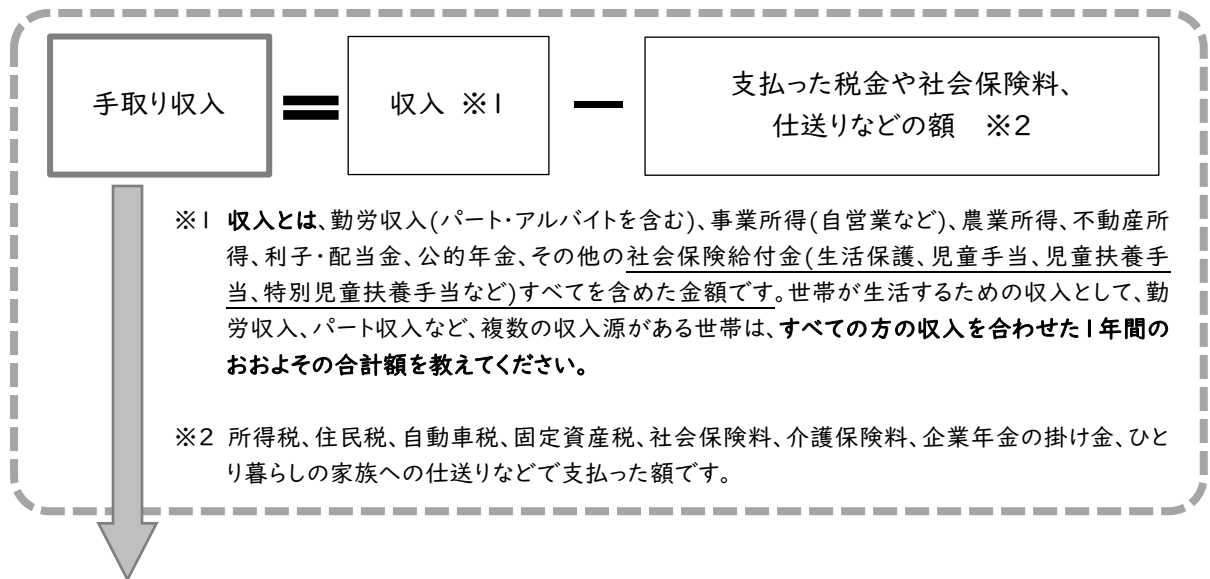 手取り収入
＝
収入 ※1
－
支払った税金や社会保険料、
仕送りなどの額 ※2
※1 収入とは、勤労収入(パート・アルバイトを含む)、事業所得(自営業など)、農業所得、不動産所
得、利子・配当金、公的年金、その他の社会保険給付金(生活保護、児童手当、児童扶養手
当、特別児童扶養手当など)すべてを含めた金額です。世帯が生活するための収入として、勤
労収入、パート収入など、複数の収入源がある世帯は、すべての方の収入を合わせた1年間の
おおよその合計額を教えてください。
※2 所得税、住民税、自動車税、固定資産税、社会保険料、介護保険料、企業年金の掛け金、ひと
り暮らしの家族への仕送りなどで支払った額です。